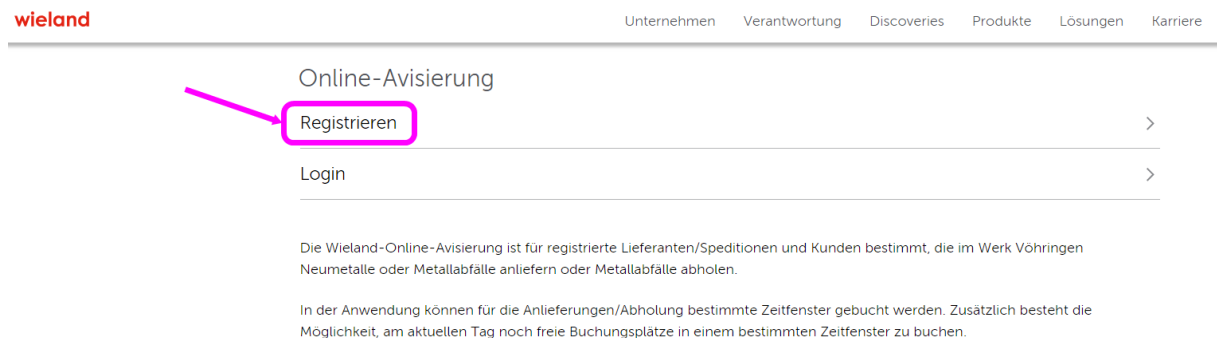 wieland
Unternehmen Verantwortung Discoveries Produkte Lösungen Karriere
Online-Avisierung
Registrieren
Login
Die Wieland-Online-Avisierung ist für registrierte Lieferanten/Speditionen und Kunden bestimmt, die im Werk Vöhringen
Neumetalle oder Metallabfälle anliefern oder Metallabfälle abholen.
In der Anwendung können für die Anlieferungen/Abholung bestimmte Zeitfenster gebucht werden. Zusätzlich besteht die
Möglichkeit, am aktuellen Tag noch freie Buchungsplätze in einem bestimmten Zeitfenster zu buchen.